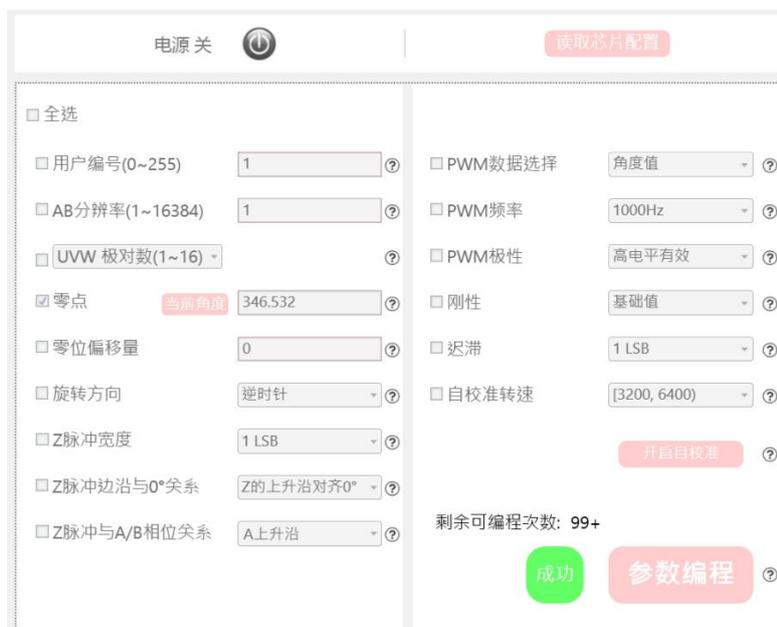 电源 关
读取芯片配置
全选
用户编号(0~255) 1
AB分辨率(1~16384) 1
UVW 极对数(1~16)
零点 当前角度 346.532
零位偏移量 0
旋转方向 逆时针
Z脉冲宽度 1 LSB
Z脉冲边沿与0°关系 Z的上升沿对齐0°
Z脉冲与A/B相位关系 A上升沿
PWM数据选择 角度值
PWM频率 1000Hz
PWM极性 高电平有效
刚性 基础值
迟滞 1 LSB
自校准转速 [3200, 6400)
开启自校准
剩余可编程次数: 99+
成功
参数编程